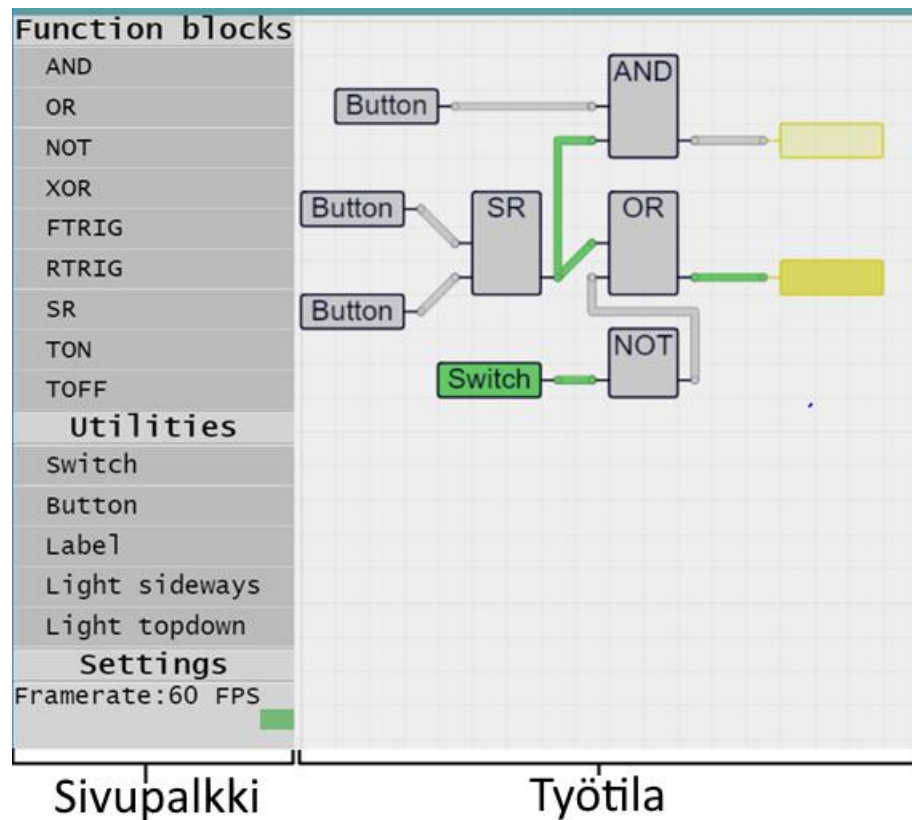 Function blocks
AND
OR
NOT
XOR
FTRIG
RTRIG
SR
TON
TOFF
Utilities
Switch
Button
Label
Light sideways
Light topdown
Settings
Framerate:60 FPS
AND
Button
Button
SR
OR
Button
NOT
Switch
Sivupalkki
Työtila